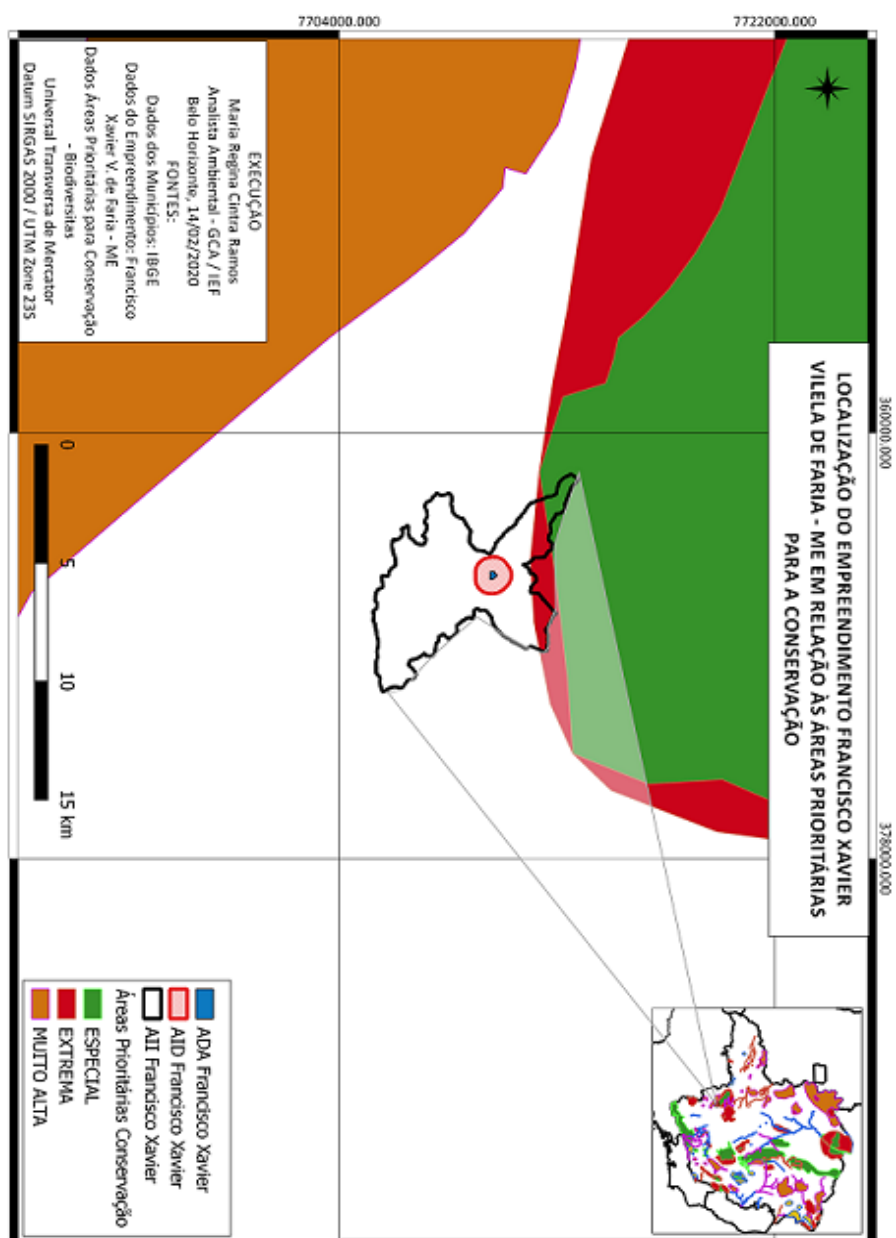 LOCALIZAÇÃO DO EMPREENDIMENTO FRANCISCO XAVIER
VILELA DE FARIA - ME EM RELAÇÃO ÀS ÁREAS PRIORITÁRIAS
PARA A CONSERVAÇÃO
360000.000
378000.000
7722000.000
7704000.000
EXECUÇÃO
Maria Regina Cintra Ramos
Analista Ambiental - GCA / IEF
Belo Horizonte, 14/02/2020
FONTES:
Dados dos Municípios: IBGE
Dados do Empreendimento: Francisco
Xavier V. de Faria - ME
Dados Áreas Prioritárias para Conservação
- Biodiversitas
Universal Transversa de Mercator
Datum SIRGAS 2000 / UTM Zone 23S
0
5
10
15 km
ADA Francisco Xavier
AID Francisco Xavier
AII Francisco Xavier
Áreas Prioritárias Conservação
ESPECIAL
EXTREMA
MUITO ALTA